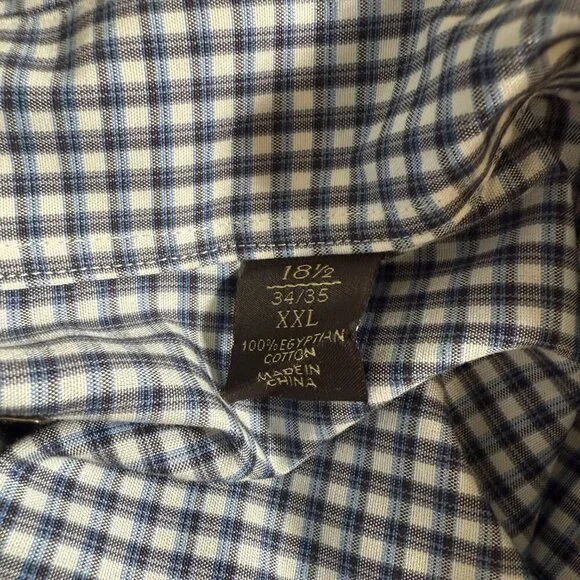 18½
34/35
XXL
100% EGYPTIAN
COTTON
MADE IN
CHINA